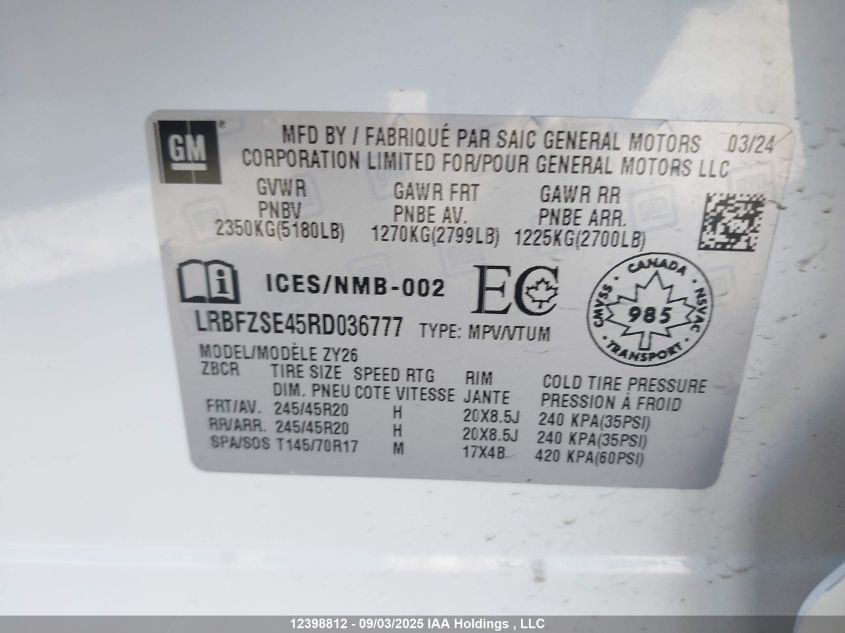 GM
MFD BY / FABRIQUÉ PAR SAIC GENERAL MOTORS 03/24
CORPORATION LIMITED FOR/POUR GENERAL MOTORS LLC
GVWR GAWR FRT GAWR RR
PNBV PNBE AV. PNBE ARR.
2350KG(5180LB) 1270KG(2799LB) 1225KG(2700LB)
i ICES/NMB-002 EC
CANADA
CMVSS 985 NSVAC
TRANSPORT
LRBFZSE45RD036777 TYPE: MPV/VTUM
MODEL/MODÈLE ZY26
ZBCR TIRE SIZE SPEED RTG RIM COLD TIRE PRESSURE
DIM. PNEU COTE VITESSE JANTE PRESSION À FROID
FRT/AV. 245/45R20 H 20X8.5J 240 KPA(35PSI)
RR/ARR. 245/45R20 H 20X8.5J 240 KPA(35PSI)
SPA/SOS T145/70R17 M 17X4B 420 KPA(60PSI)
12398812 - 09/03/2025 IAA Holdings , LLC